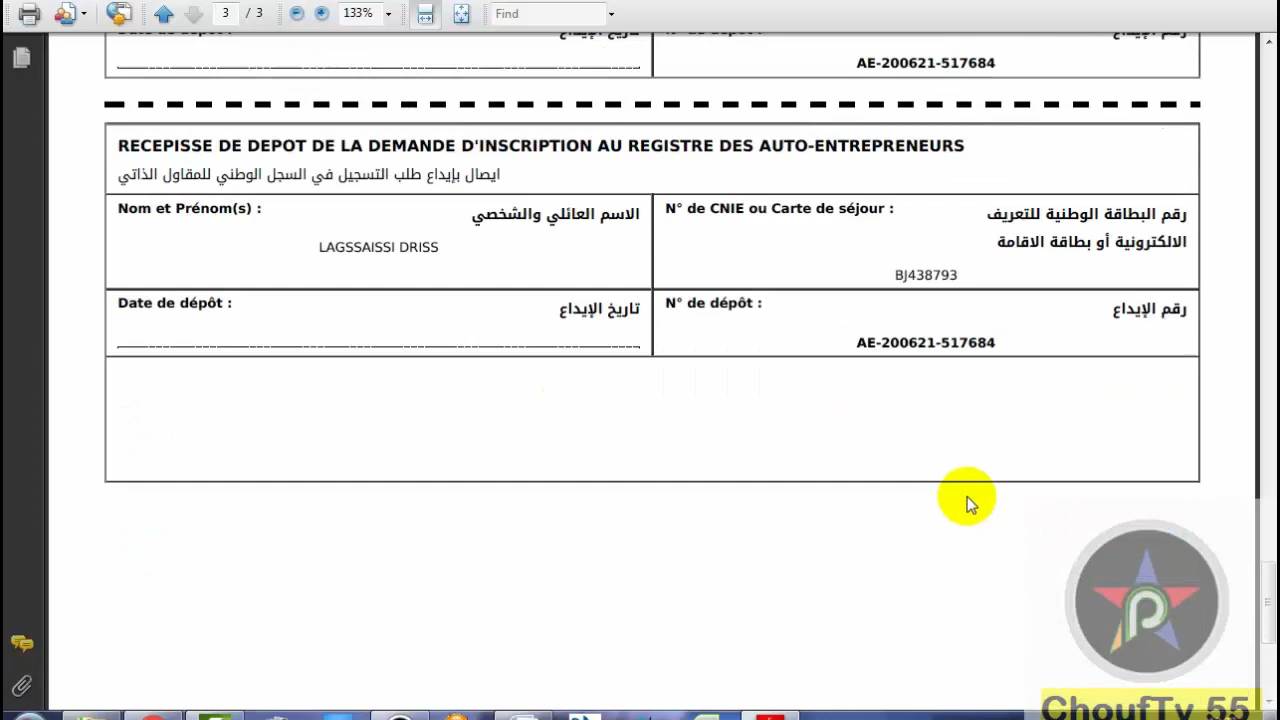 3 / 3
133%
Find
رقم الإيداع
AE-200621-517684
RECEPISSE DE DEPOT DE LA DEMANDE D'INSCRIPTION AU REGISTRE DES AUTO-ENTREPRENEURS
ايصال بإيداع طلب التسجيل في السجل الوطني للمقاول الذاتي
Nom et Prénom(s) : الاسم العائلي والشخصي
LAGSSAISSI DRISS
N° de CNIE ou Carte de séjour : رقم البطاقة الوطنية للتعريف
الالكترونية أو بطاقة الاقامة
BJ438793
Date de dépôt : تاريخ الإيداع
N° de dépôt : رقم الإيداع
AE-200621-517684
ChoufTv 55